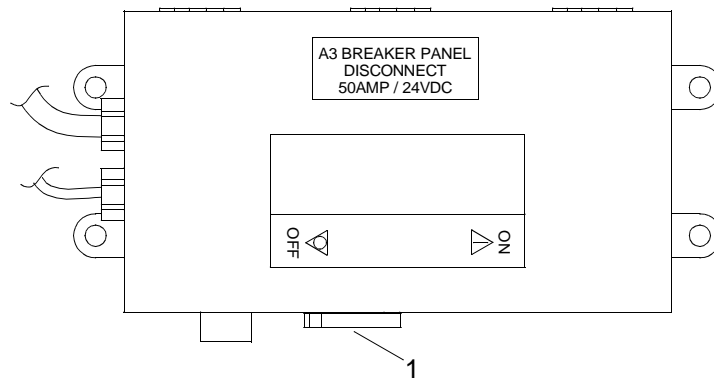 A3 BREAKER PANEL
DISCONNECT
50AMP / 24VDC
OFF
ON
1